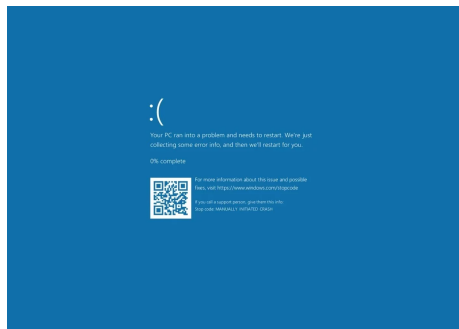 :(
Your PC ran into a problem and needs to restart. We're just
collecting some error info, and then we'll restart for you.
0% complete
For more information about this issue and possible
fixes, visit https://www.windows.com/stopcode
If you call a support person, give them this info:
Stop code: MANUALLY INITIATED CRASH